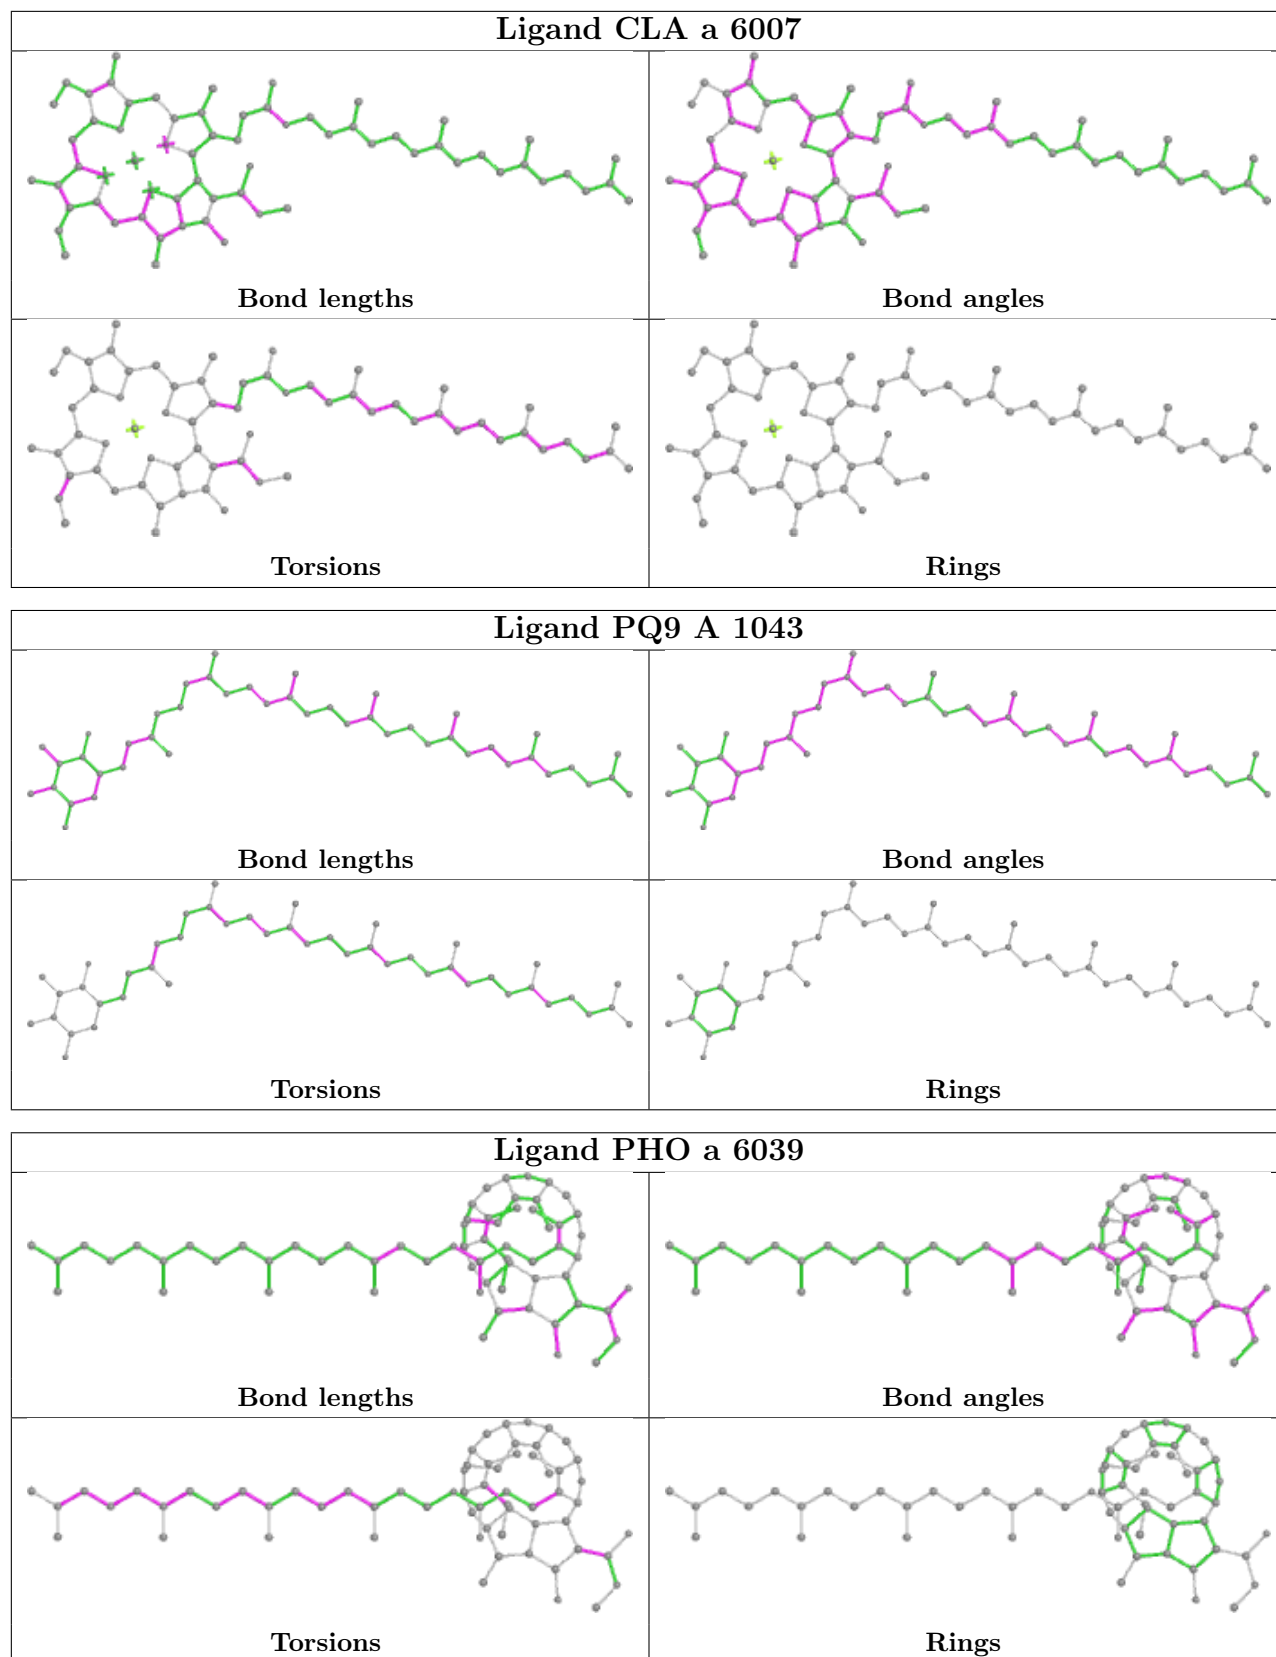 Ligand CLA a 6007
Bond lengths
Bond angles
Torsions
Rings
Ligand PQ9 A 1043
Bond lengths
Bond angles
Torsions
Rings
Ligand PHO a 6039
Bond lengths
Bond angles
Torsions
Rings